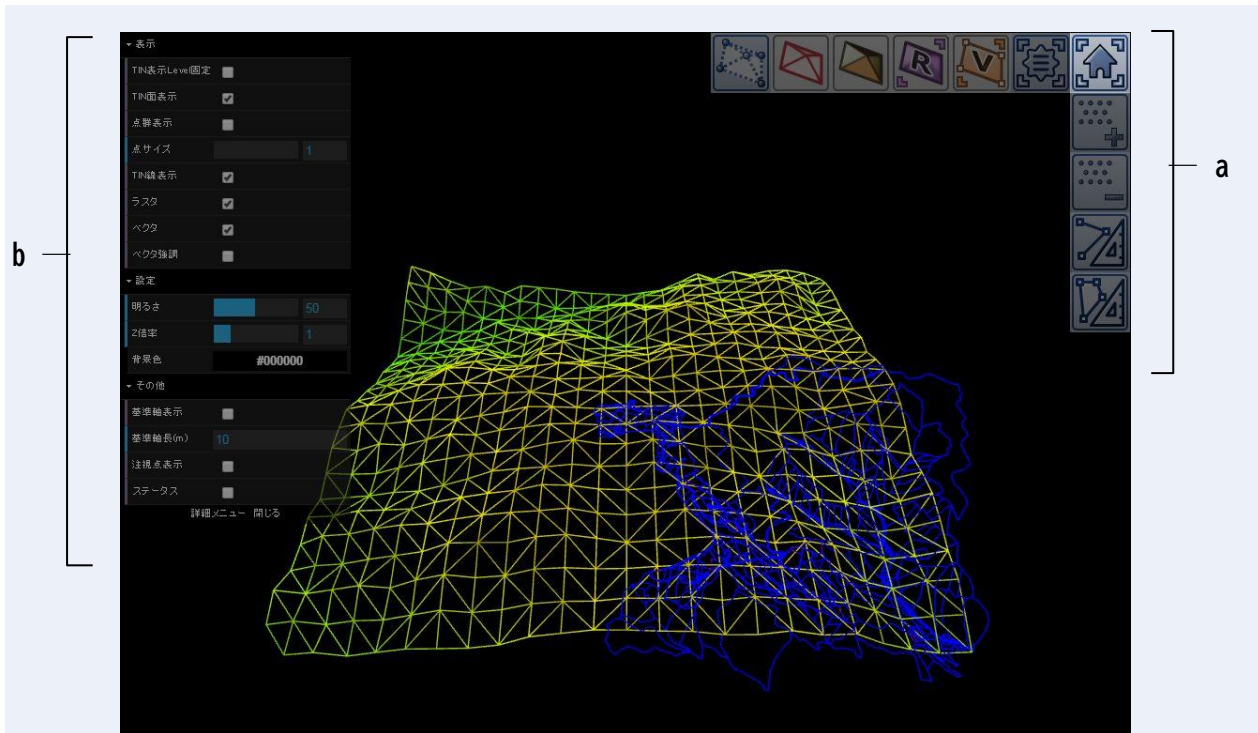 表示
TIN表示Level固定
TIN面表示
点群表示
点サイズ 1
TIN線表示
ラスタ
ベクタ
ベクタ強調
設定
明るさ 50
Z倍率 1
背景色 #000000
その他
基準軸表示
基準軸長(m) 10
注視点表示
ステータス
詳細メニュー 閉じる
R
V
a
b